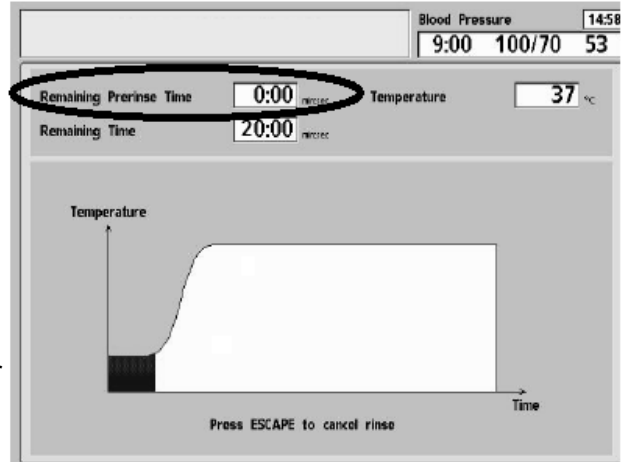 Blood Pressure 14:58
9:00 100/70 53
Remaining Prerinse Time 0:00 Temperature 37 °C
Remaining Time 20:00
Temperature
Time
Press ESCAPE to cancel rinse